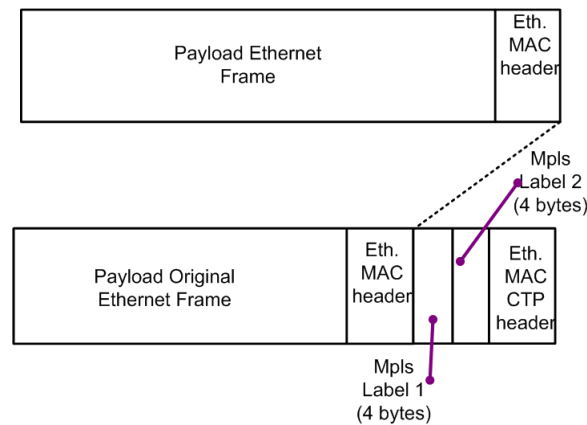 Payload Ethernet
Frame
Eth.
MAC
header
Mpls
Label 2
(4 bytes)
Payload Original
Ethernet Frame
Eth.
MAC
header
Eth.
MAC
CTP
header
Mpls
Label 1
(4 bytes)